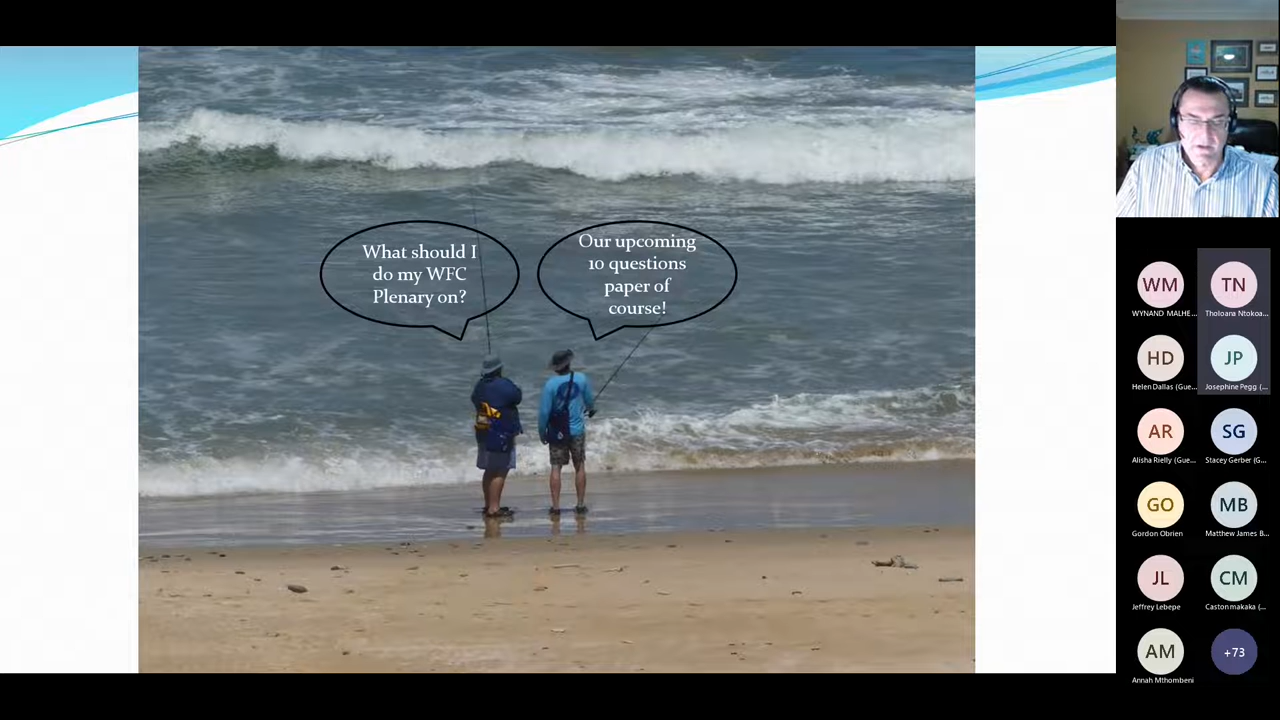 What should I
do my WFC
Plenary on?
Our upcoming
10 questions
paper of
course!
WM
TN
WYNAND MALHE...
Tholoana Ntokoa...
HD
JP
Helen Dallas (Gue...
Josephine Pegg (...
AR
SG
Alisha Rielly (Gue...
Stacey Gerber (G...
GO
MB
Gordon Obrien
Matthew James B...
JL
CM
Jeffrey Lebepe
Caston makaka (...
AM
+73
Annah Mthombeni